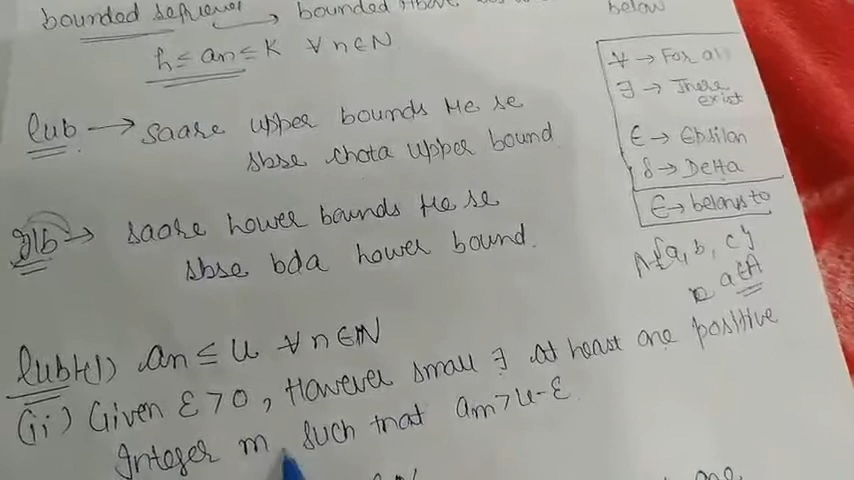 bounded sequence → bounded above
below
h ≤ an ≤ K ∀ n∈N
∀ → For all
∃ → There exist
ε → Epsilon
δ → Delta
∈ → belongs to
A={a, b, c}
a∈A
lub → saare upper bounds me se
sbse chota upper bound
glb → saare lower bounds me se
sbse bda lower bound.
lub:-(i) an ≤ u ∀ n∈N
(ii) Given ε>0, However small ∃ at least one positive
Integer m such that am>u-ε